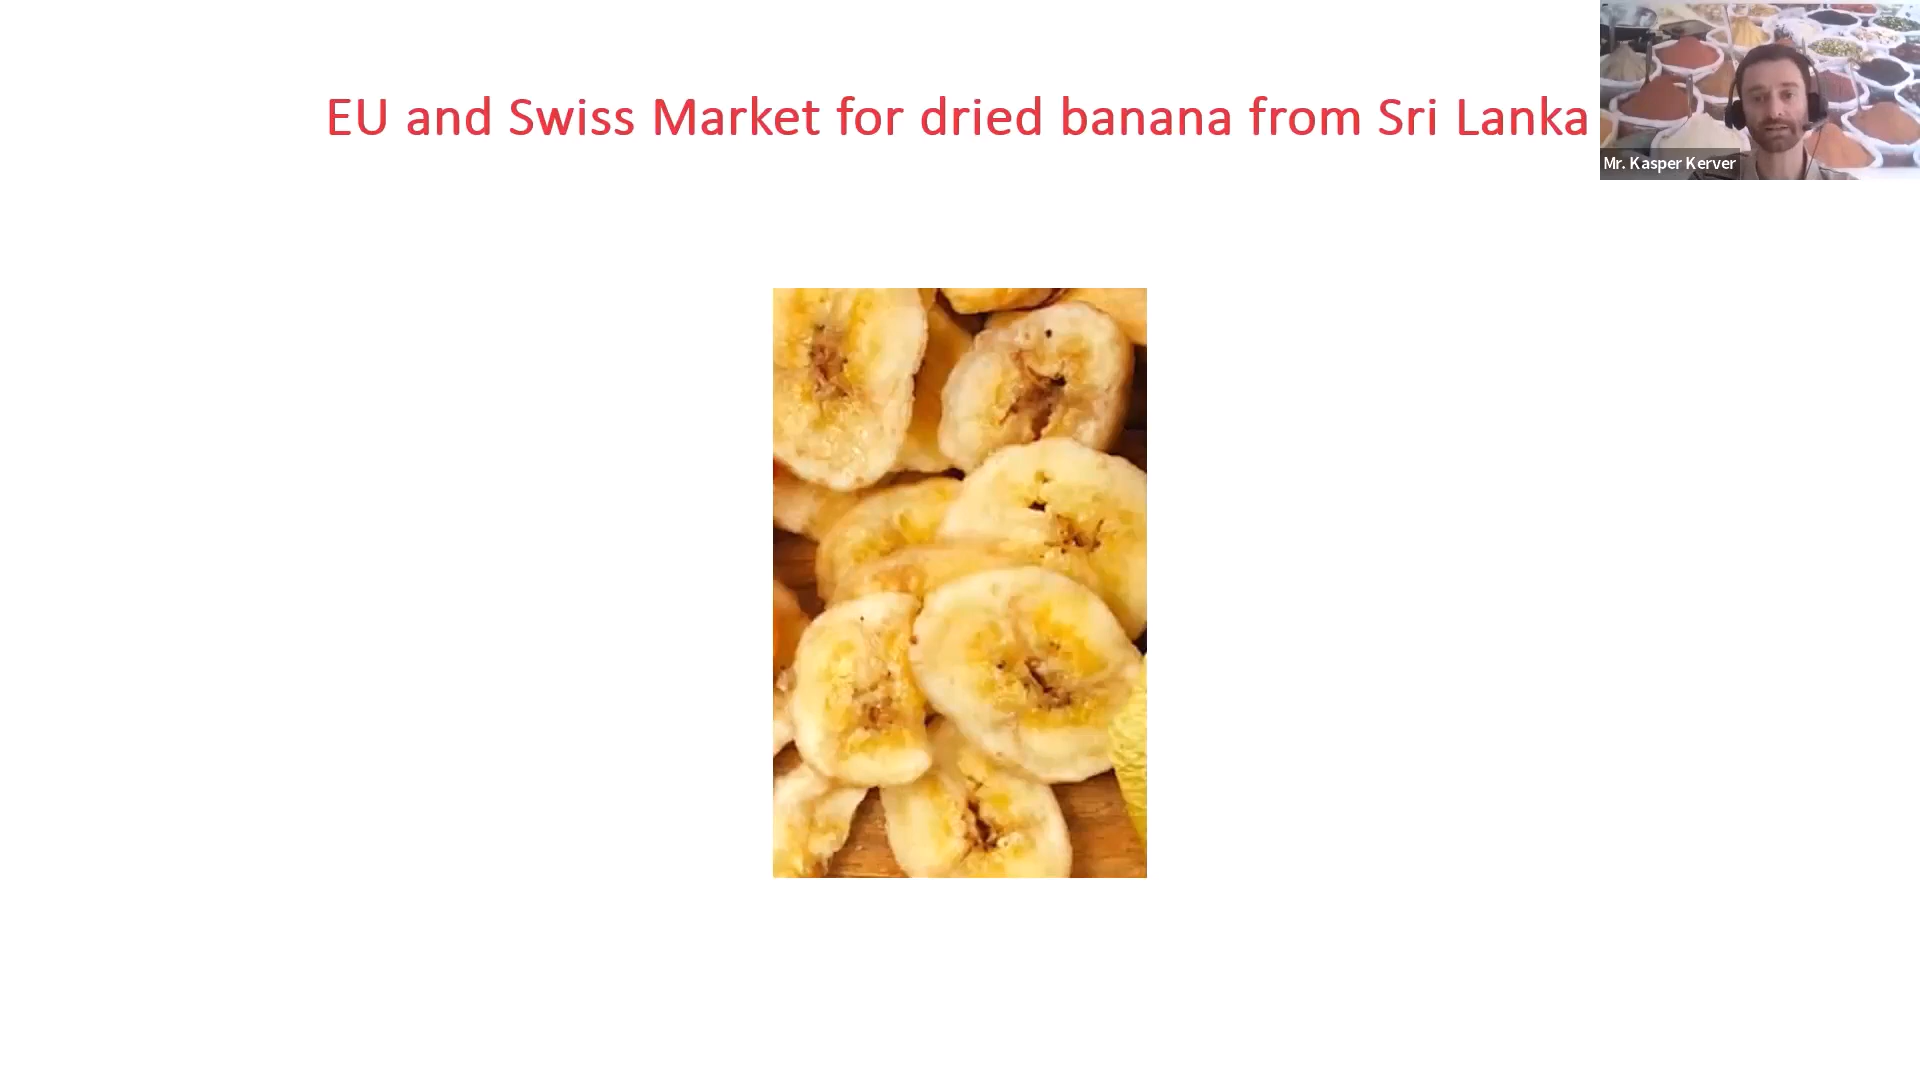 EU and Swiss Market for dried banana from Sri Lanka
Mr. Kasper Kerver